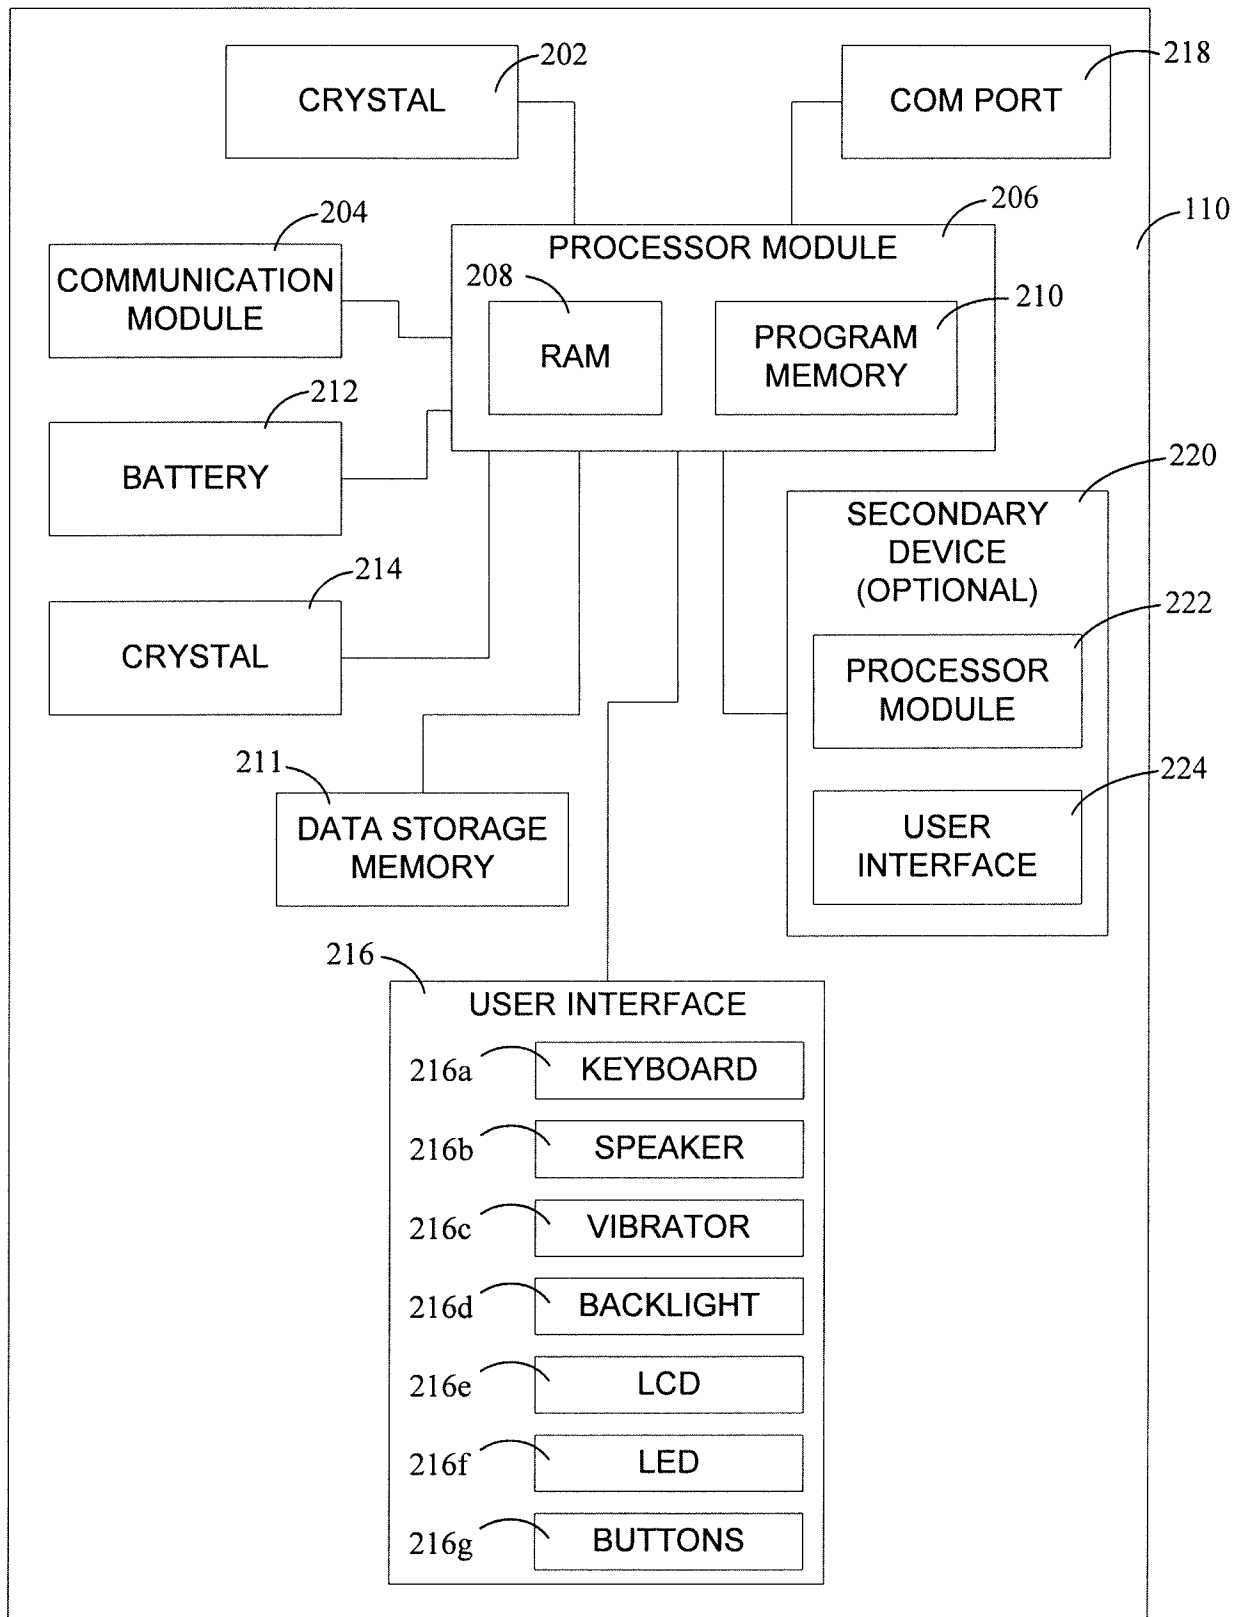 202
218
CRYSTAL
COM PORT
204
206
110
COMMUNICATION
MODULE
PROCESSOR MODULE
208
210
RAM
PROGRAM
MEMORY
212
BATTERY
220
SECONDARY
DEVICE
(OPTIONAL)
214
CRYSTAL
222
PROCESSOR
MODULE
211
DATA STORAGE
MEMORY
224
USER
INTERFACE
216
USER INTERFACE
216a
KEYBOARD
216b
SPEAKER
216c
VIBRATOR
216d
BACKLIGHT
216e
LCD
216f
LED
216g
BUTTONS